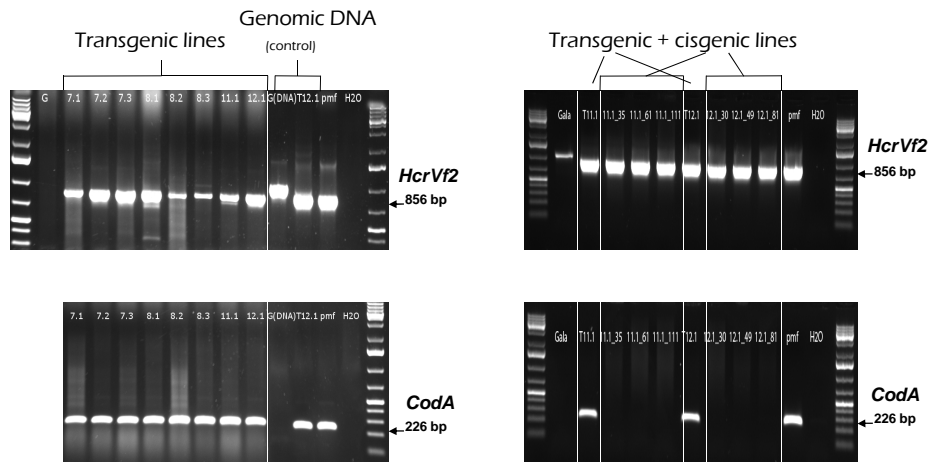 Transgenic lines
Genomic DNA
(control)
G 7.1 7.2 7.3 8.1 8.2 8.3 11.1 12.1 G(DNA) T12.1 pmf H2O
HcrVf2
856 bp
7.1 7.2 7.3 8.1 8.2 8.3 11.1 12.1 G(DNA) T12.1 pmf H2O
CodA
226 bp
Transgenic + cisgenic lines
Gala T11.1 11.1_35 11.1_61 11.1_111 T12.1 12.1_30 12.1_49 12.1_81 pmf H2O
HcrVf2
856 bp
Gala T11.1 11.1_35 11.1_61 11.1_111 T12.1 12.1_30 12.1_49 12.1_81 pmf H2O
CodA
226 bp